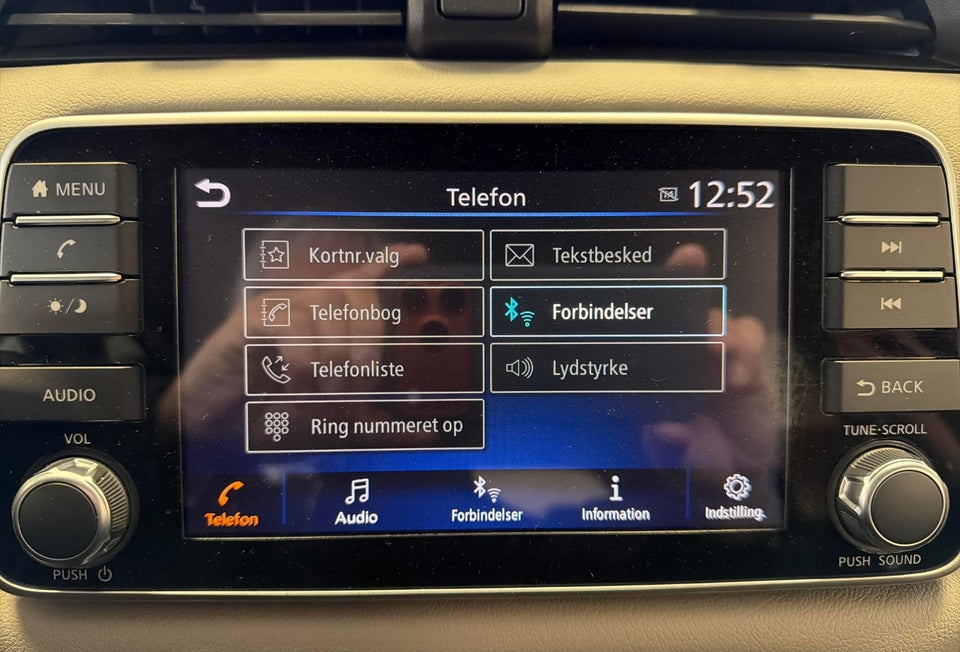 MENU
AUDIO
VOL
PUSH
Telefon
12:52
Kortnr.valg
Tekstbesked
Telefonbog
Forbindelser
Telefonliste
Lydstyrke
Ring nummeret op
Telefon
Audio
Forbindelser
Information
Indstilling.
BACK
TUNE·SCROLL
PUSH SOUND